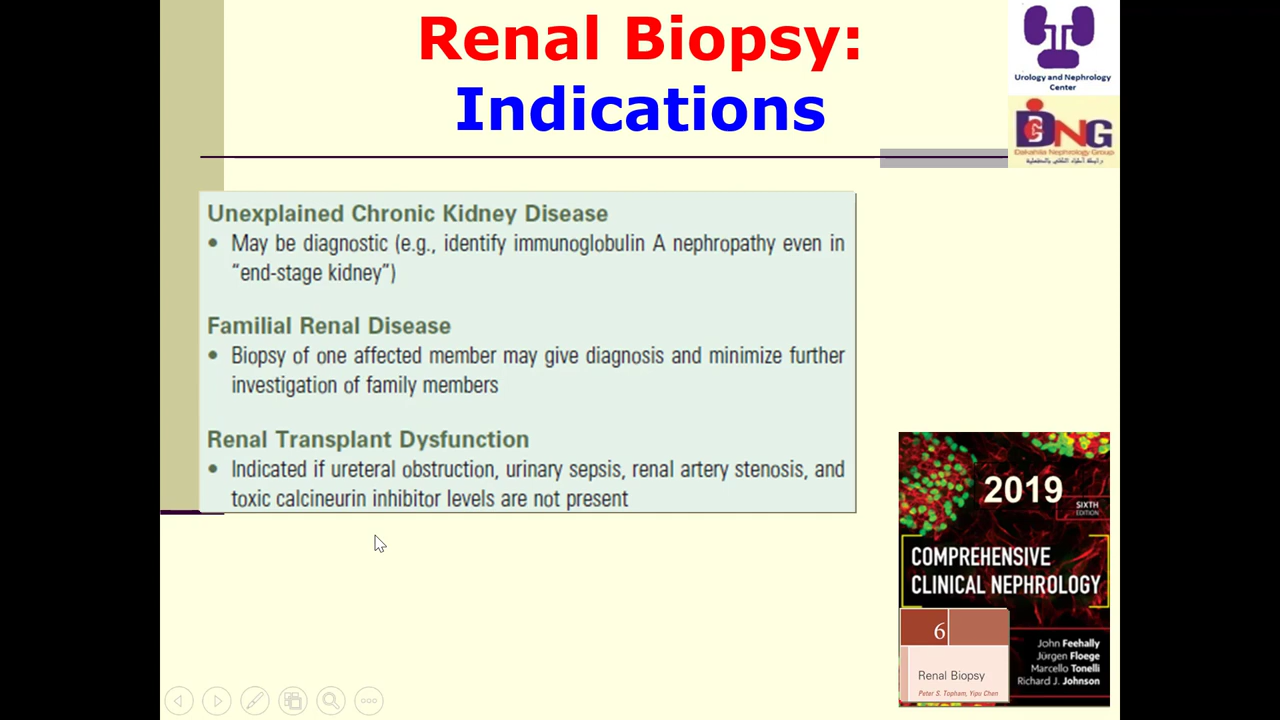 Renal Biopsy:
Indications
Urology and Nephrology
Center
DCNG
Dakahlia Nephrology Group
Unexplained Chronic Kidney Disease
• May be diagnostic (e.g., identify immunoglobulin A nephropathy even in
“end-stage kidney”)
Familial Renal Disease
• Biopsy of one affected member may give diagnosis and minimize further
investigation of family members
Renal Transplant Dysfunction
• Indicated if ureteral obstruction, urinary sepsis, renal artery stenosis, and
toxic calcineurin inhibitor levels are not present
2019
SIXTH
EDITION
COMPREHENSIVE
CLINICAL NEPHROLOGY
6
Renal Biopsy
Peter S. Topham, Yipu Chen
John Feehally
Jürgen Floege
Marcello Tonelli
Richard J. Johnson